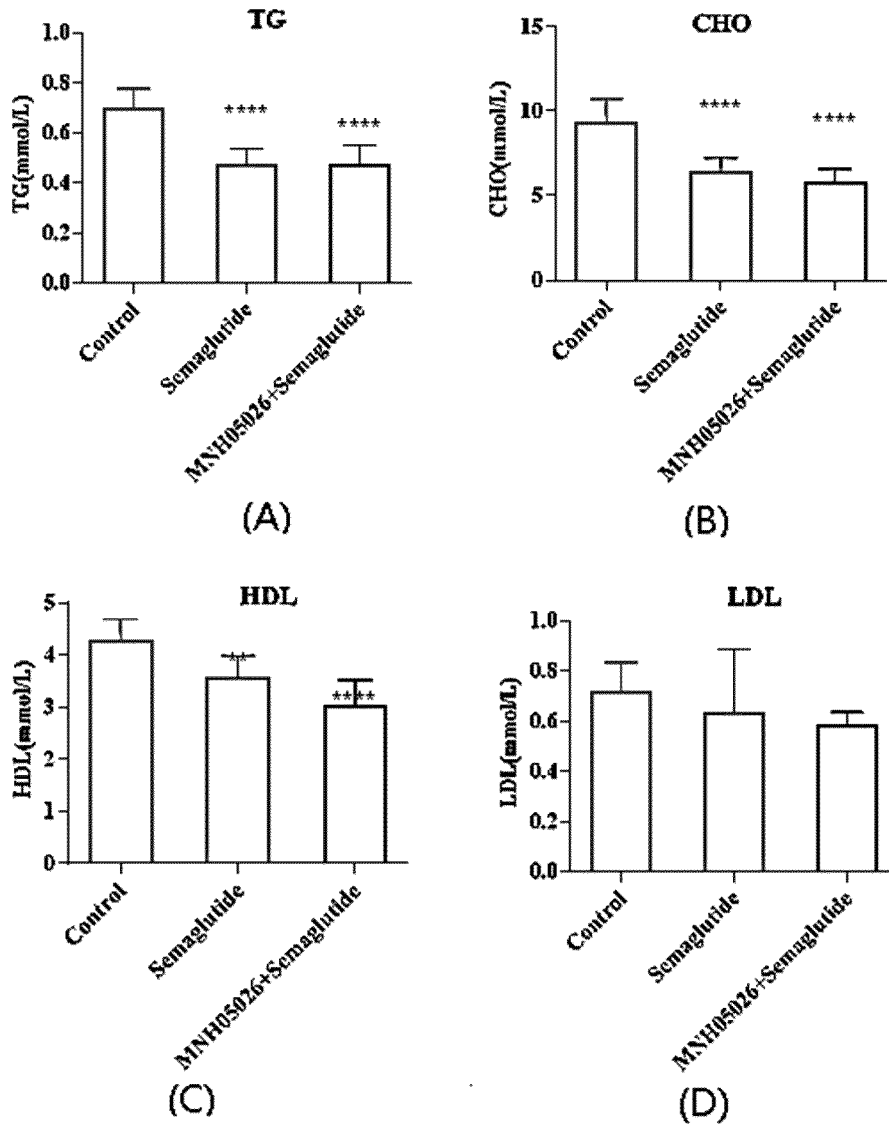 TG
TG(mmol/L)
0.8
1.0
0.6
0.4
0.2
0.0
****
****
Control
Semaglutide
MNH05026+Semaglutide
(A)
CHO
CHO(mmol/L)
15
10
5
0
****
****
Control
Semaglutide
MNH05026+Semaglutide
(B)
HDL
HDL(mmol/L)
5
4
3
2
1
0
**
****
Control
Semaglutide
MNH05026+Semaglutide
(C)
LDL
LDL(mmol/L)
1.0
0.8
0.6
0.4
0.2
0.0
Control
Semaglutide
MNH05026+Semaglutide
(D)